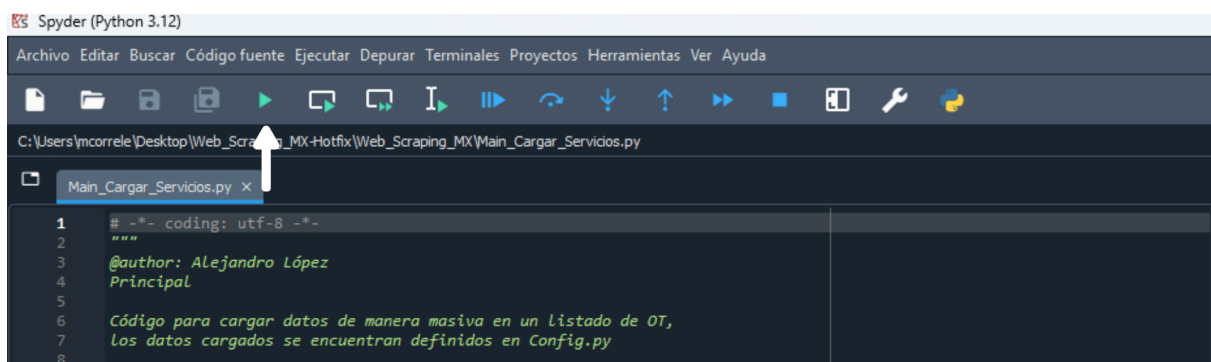 Spyder (Python 3.12)
Archivo Editar Buscar Código fuente Ejecutar Depurar Terminales Proyectos Herramientas Ver Ayuda
C:\Users\mcorrele\Desktop\Web_Scraping_MX-Hotfix\Web_Scraping_MX\Main_Cargar_Servicios.py
Main_Cargar_Servicios.py ×
1 # -*- coding: utf-8 -*-
2 """
3 @author: Alejandro López
4 Principal
5
6 Código para cargar datos de manera masiva en un listado de OT,
7 los datos cargados se encuentran definidos en Config.py
8